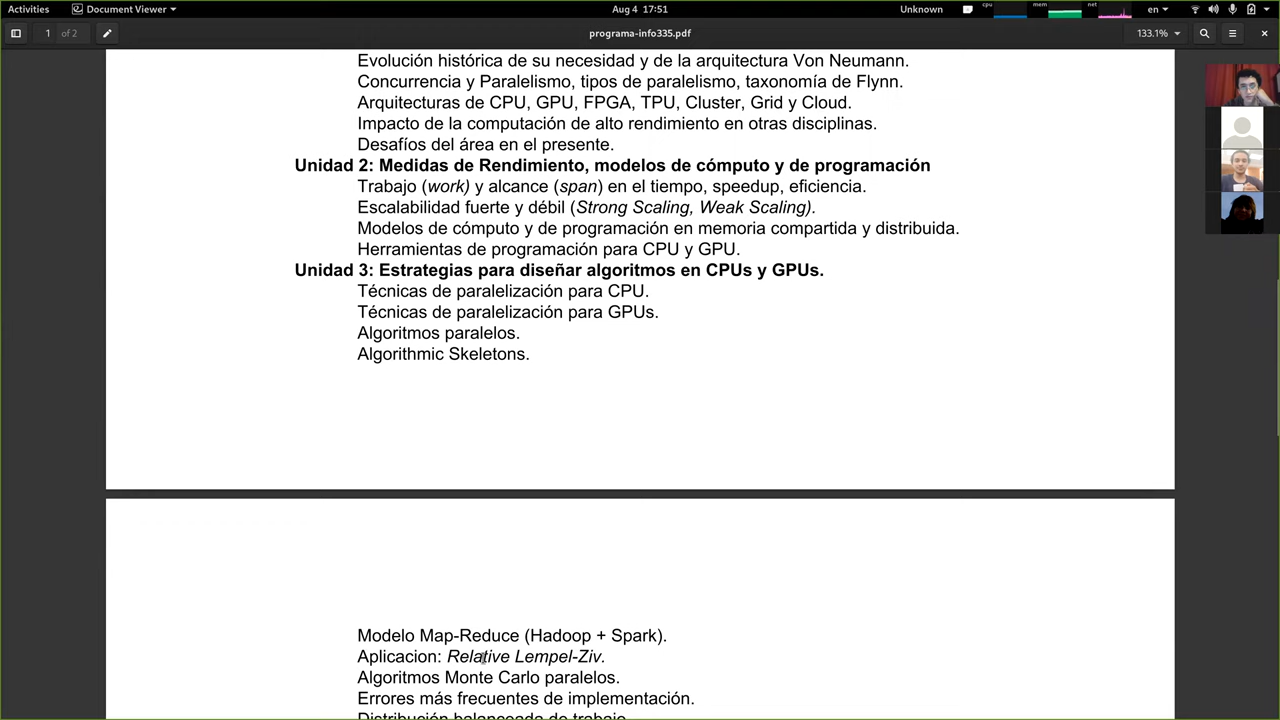 Activities
Document Viewer
Aug 4 17:51
Unknown
cpu
mem
net
en
1 of 2
programa-info335.pdf
133.1%
Evolución histórica de su necesidad y de la arquitectura Von Neumann.
Concurrencia y Paralelismo, tipos de paralelismo, taxonomía de Flynn.
Arquitecturas de CPU, GPU, FPGA, TPU, Cluster, Grid y Cloud.
Impacto de la computación de alto rendimiento en otras disciplinas.
Desafíos del área en el presente.
Unidad 2: Medidas de Rendimiento, modelos de cómputo y de programación
Trabajo (work) y alcance (span) en el tiempo, speedup, eficiencia.
Escalabilidad fuerte y débil (Strong Scaling, Weak Scaling).
Modelos de cómputo y de programación en memoria compartida y distribuida.
Herramientas de programación para CPU y GPU.
Unidad 3: Estrategias para diseñar algoritmos en CPUs y GPUs.
Técnicas de paralelización para CPU.
Técnicas de paralelización para GPUs.
Algoritmos paralelos.
Algorithmic Skeletons.
Modelo Map-Reduce (Hadoop + Spark).
Aplicacion: Relative Lempel-Ziv.
Algoritmos Monte Carlo paralelos.
Errores más frecuentes de implementación.
Distribución balanceada de trabajo